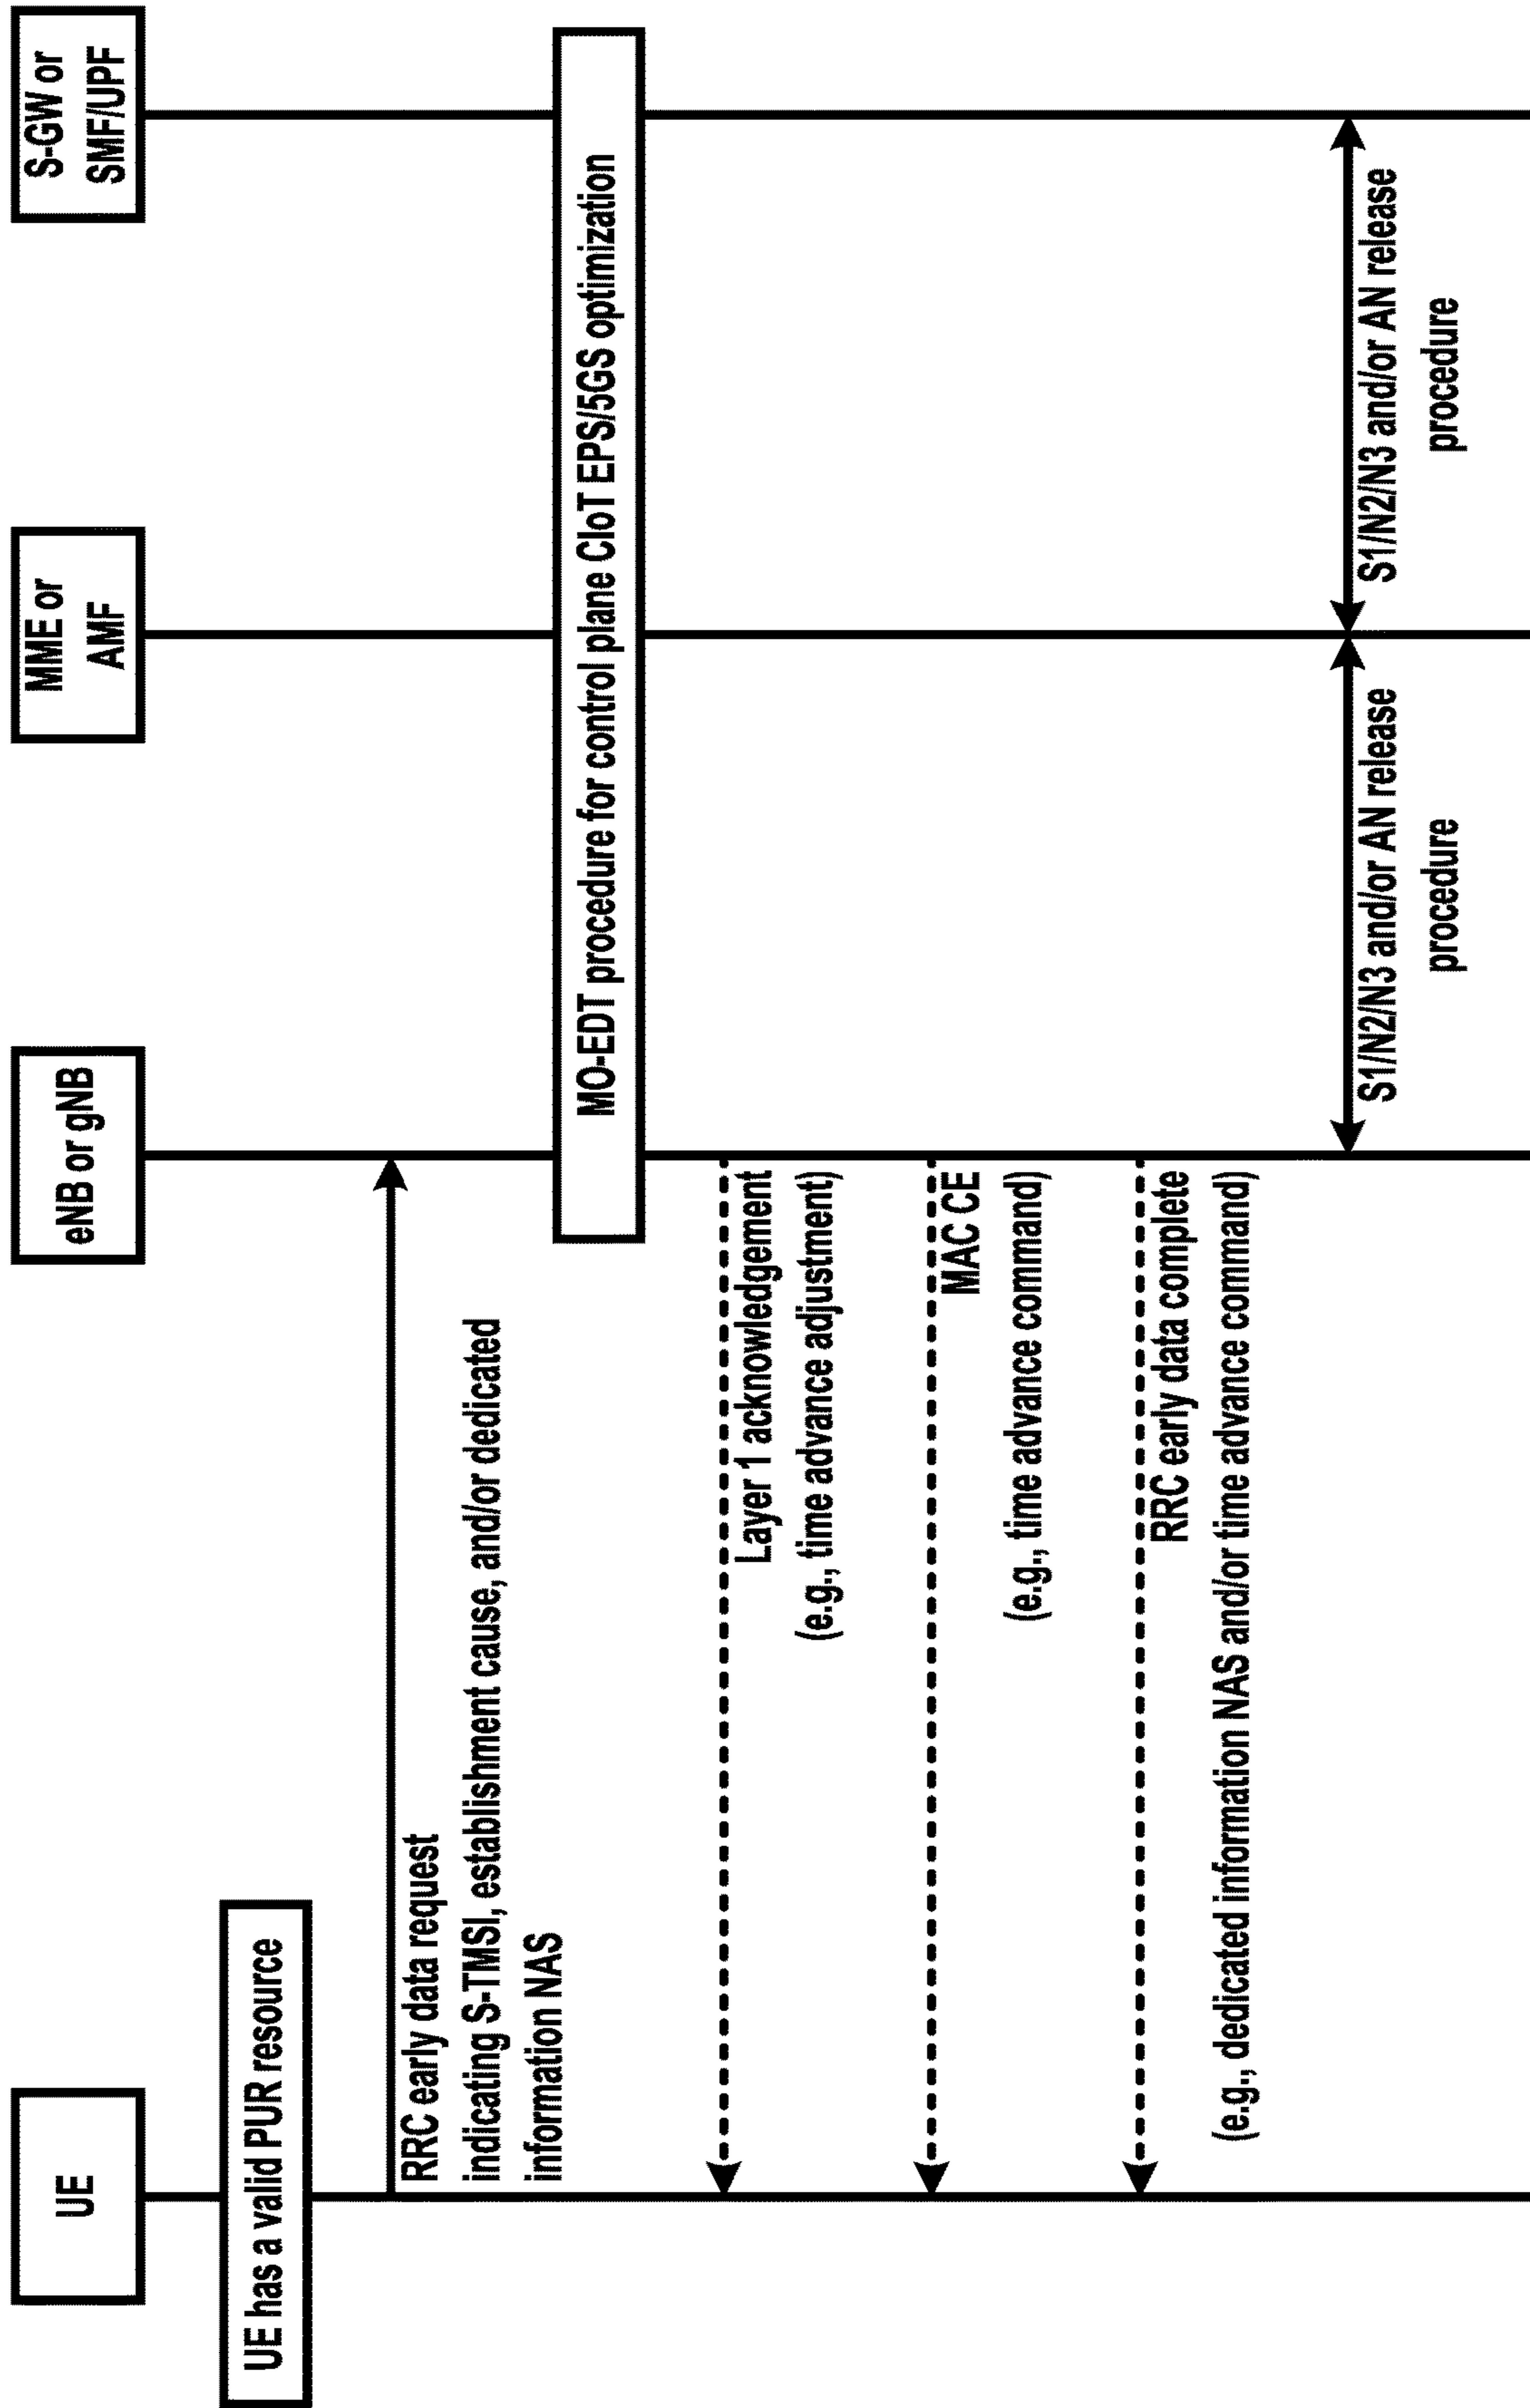 UE
eNB or gNB
MME or
AMF
S-GW or
SMF/UPF
UE has a valid PUR resource
RRC early data request
indicating S-TMSI, establishment cause, and/or dedicated
information NAS
MO-EDT procedure for control plane CIoT EPS/5GS optimization
Layer 1 acknowledgement
(e.g., time advance adjustment)
MAC CE
(e.g., time advance command)
RRC early data complete
(e.g., dedicated information NAS and/or time advance command)
S1/N2/N3 and/or AN release
procedure
S1/N2/N3 and/or AN release
procedure